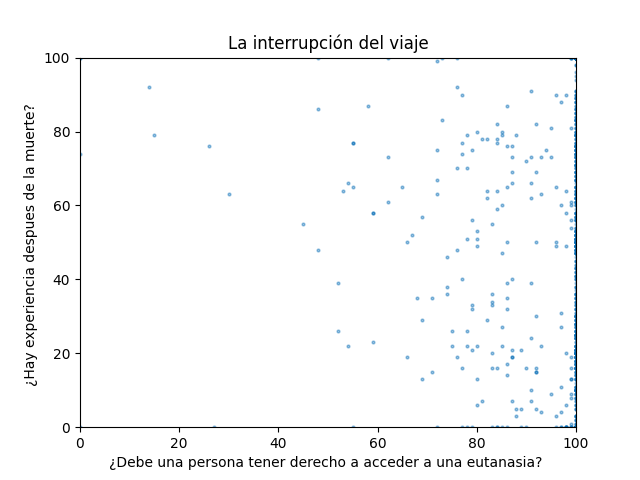 La interrupción del viaje
¿Hay experiencia despues de la muerte?
100
80
60
40
20
0
0 20 40 60 80 100
¿Debe una persona tener derecho a acceder a una eutanasia?